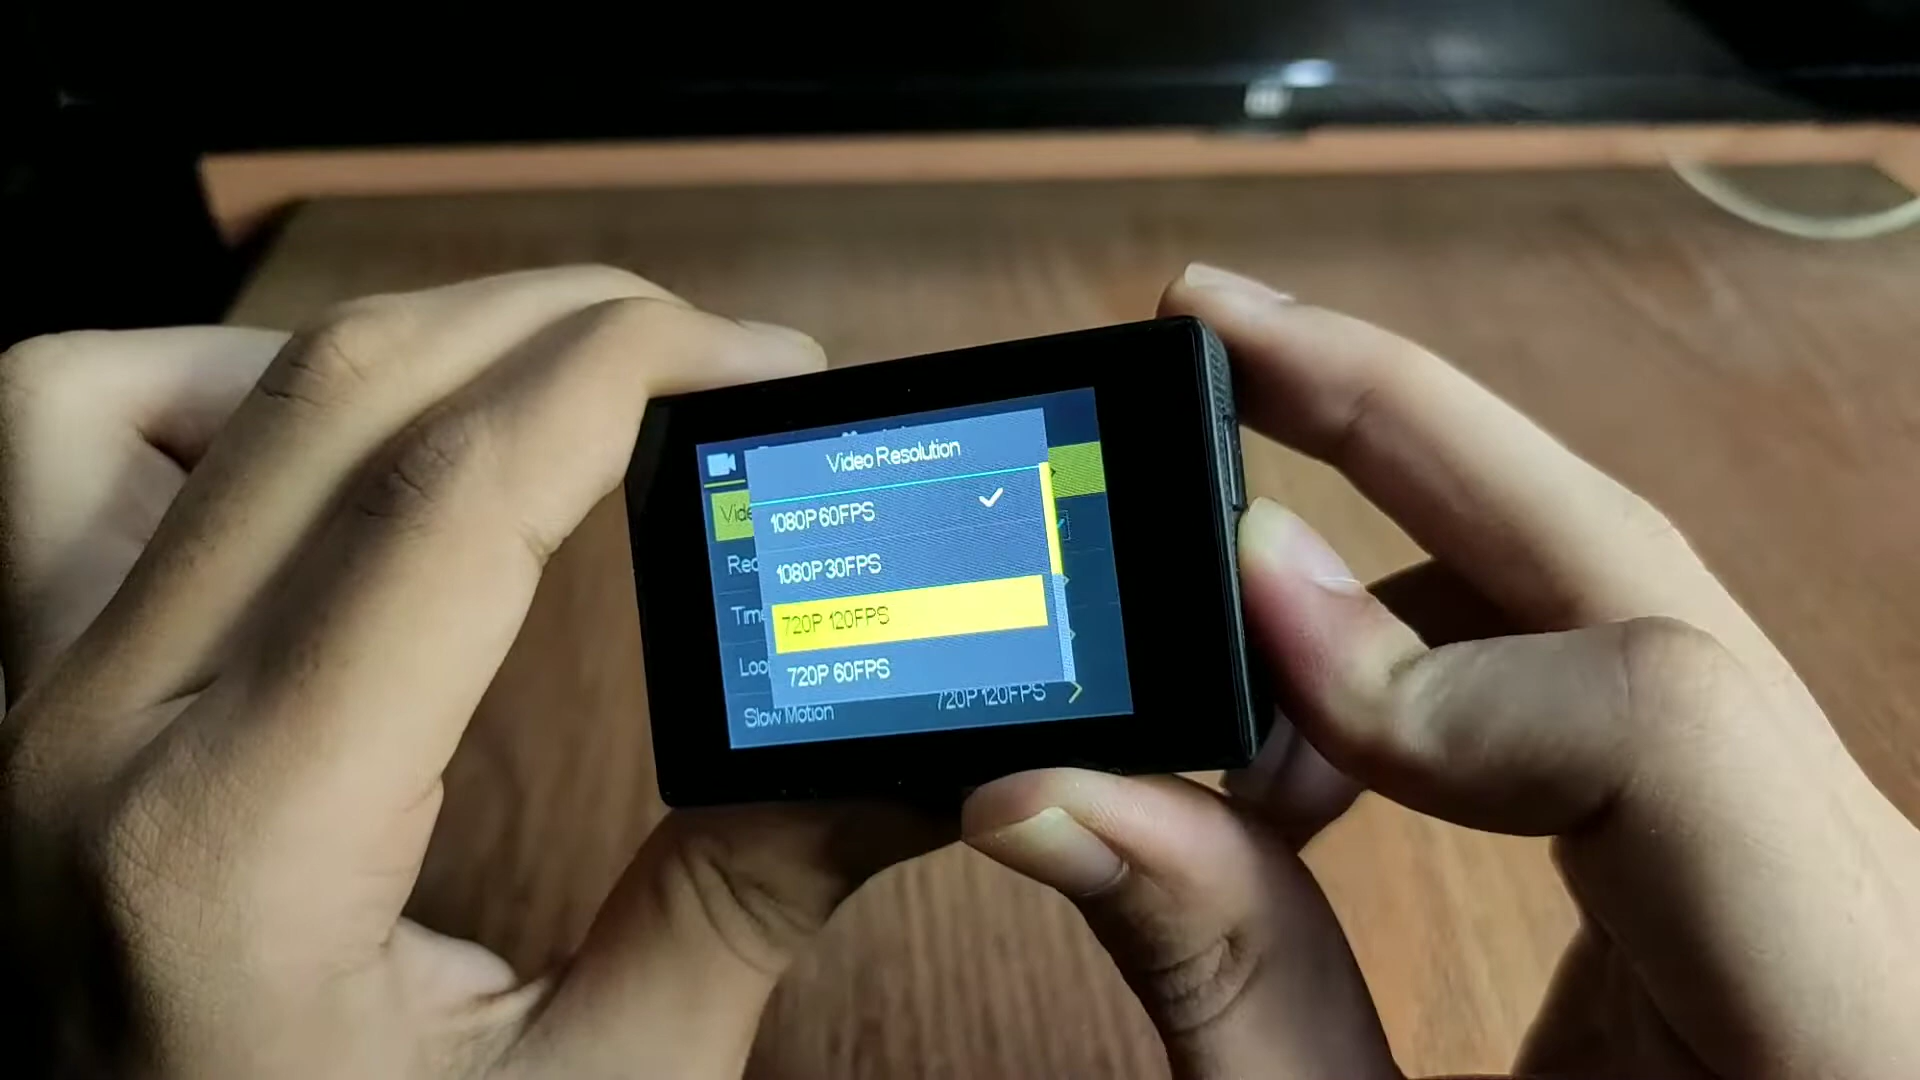 Video Resolution
1080P 60FPS
1080P 30FPS
720P 120FPS
720P 60FPS
Slow Motion 720P 120FPS